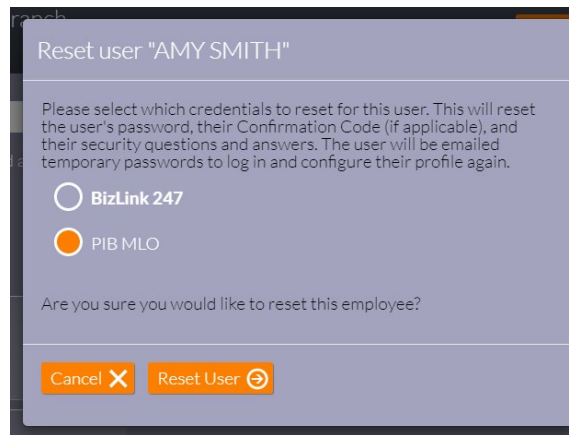 ranch
Reset user "AMY SMITH"
Please select which credentials to reset for this user. This will reset
the user's password, their Confirmation Code (if applicable), and
their security questions and answers. The user will be emailed
temporary passwords to log in and configure their profile again.
BizLink 247
PIB MLO
Are you sure you would like to reset this employee?
Cancel
Reset User